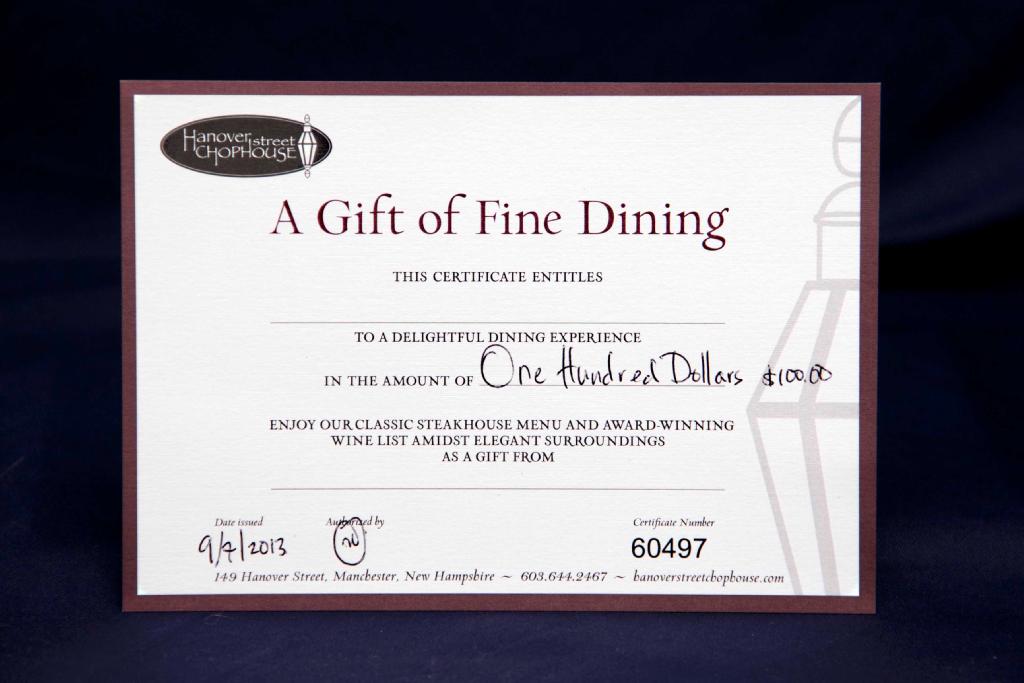 Hanover street
CHOPHOUSE
A Gift of Fine Dining
THIS CERTIFICATE ENTITLES
TO A DELIGHTFUL DINING EXPERIENCE
IN THE AMOUNT OF One Hundred Dollars $100.00
ENJOY OUR CLASSIC STEAKHOUSE MENU AND AWARD-WINNING
WINE LIST AMIDST ELEGANT SURROUNDINGS
AS A GIFT FROM
Date issued Authorized by Certificate Number
9/7/2013 60497
149 Hanover Street, Manchester, New Hampshire ~ 603.644.2467 ~ hanoverstreetchophouse.com